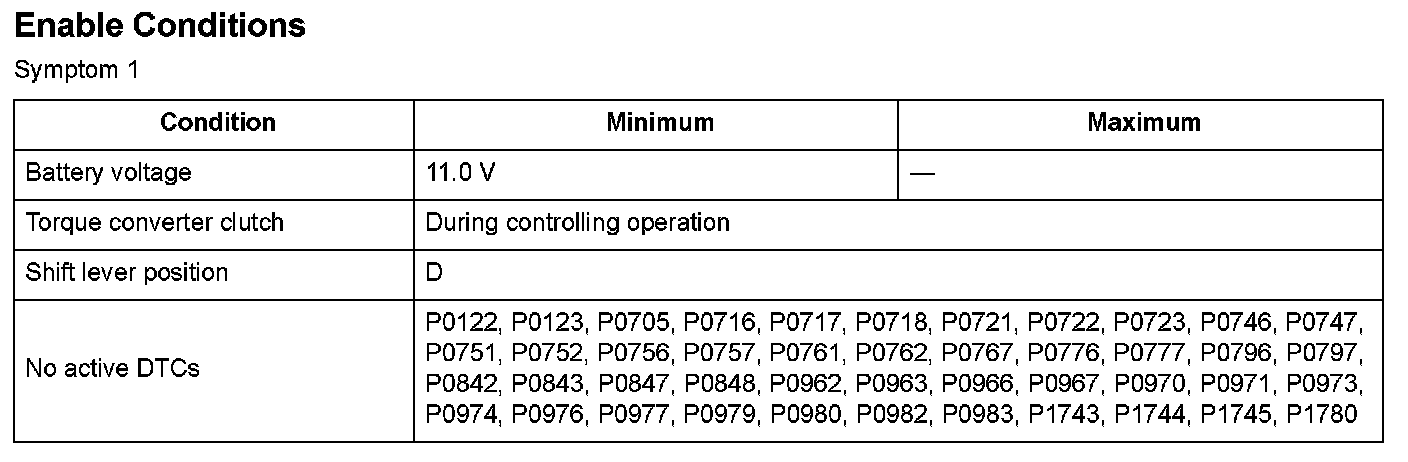 Enable Conditions
Symptom 1
Condition Minimum Maximum
Battery voltage 11.0 V —
Torque converter clutch During controlling operation
Shift lever position D
No active DTCs
P0122, P0123, P0705, P0716, P0717, P0718, P0721, P0722, P0723, P0746, P0747,
P0751, P0752, P0756, P0757, P0761, P0762, P0767, P0776, P0777, P0796, P0797,
P0842, P0843, P0847, P0848, P0962, P0963, P0966, P0967, P0970, P0971, P0973,
P0974, P0976, P0977, P0979, P0980, P0982, P0983, P1743, P1744, P1745, P1780